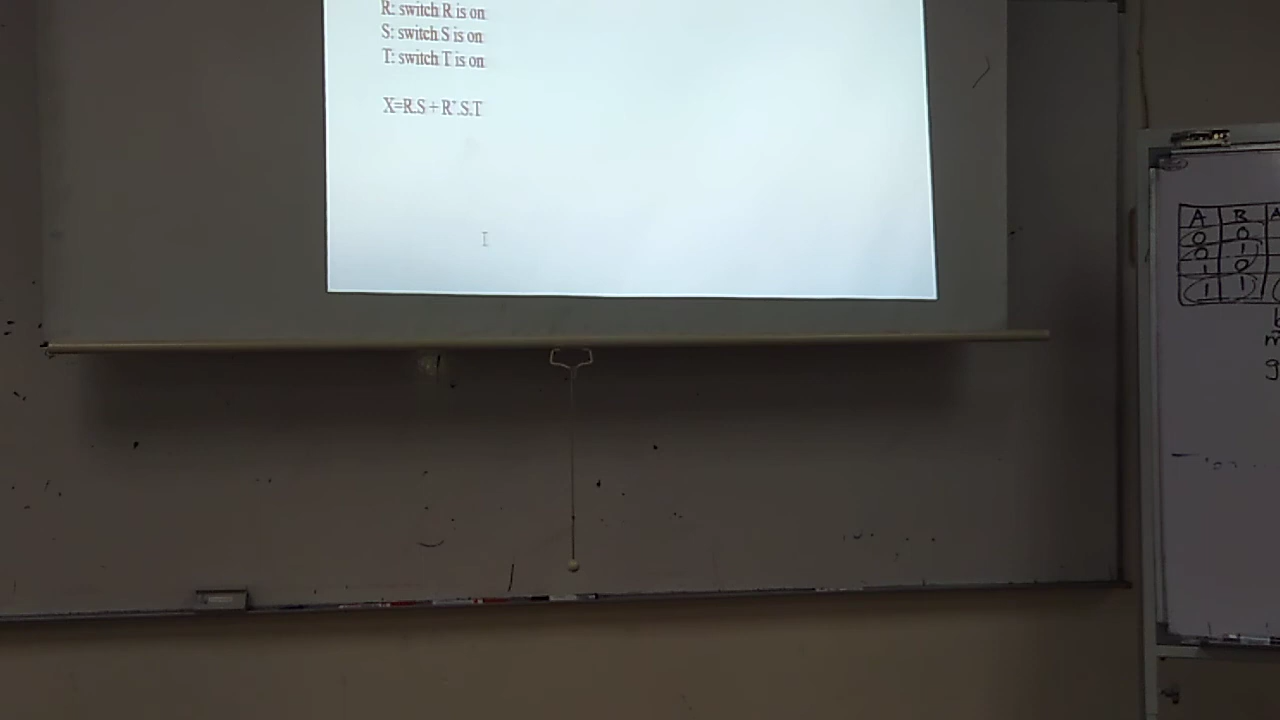 R: switch R is on
S: switch S is on
T: switch T is on
X=R.S + R'.S.T
A B
0 0
0 1
1 0
1 1